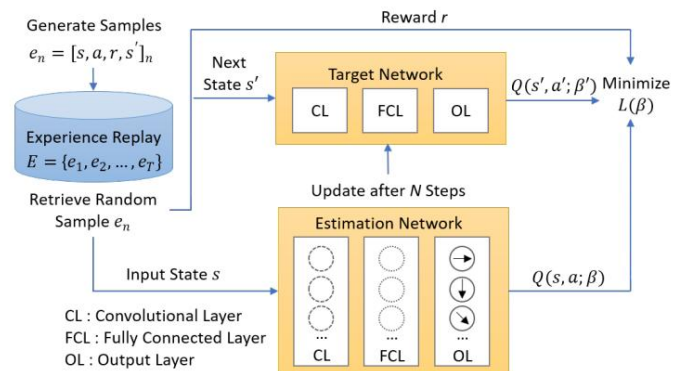 Generate Samples
e_n = [s, a, r, s']_n
Experience Replay
E = {e_1, e_2, ..., e_T}
Retrieve Random
Sample e_n
Reward r
Next
State s'
Target Network
CL
FCL
OL
Q(s', a'; β')
Minimize
L(β)
Update after N Steps
Estimation Network
...
CL
...
FCL
...
OL
Input State s
Q(s, a; β)
CL : Convolutional Layer
FCL : Fully Connected Layer
OL : Output Layer